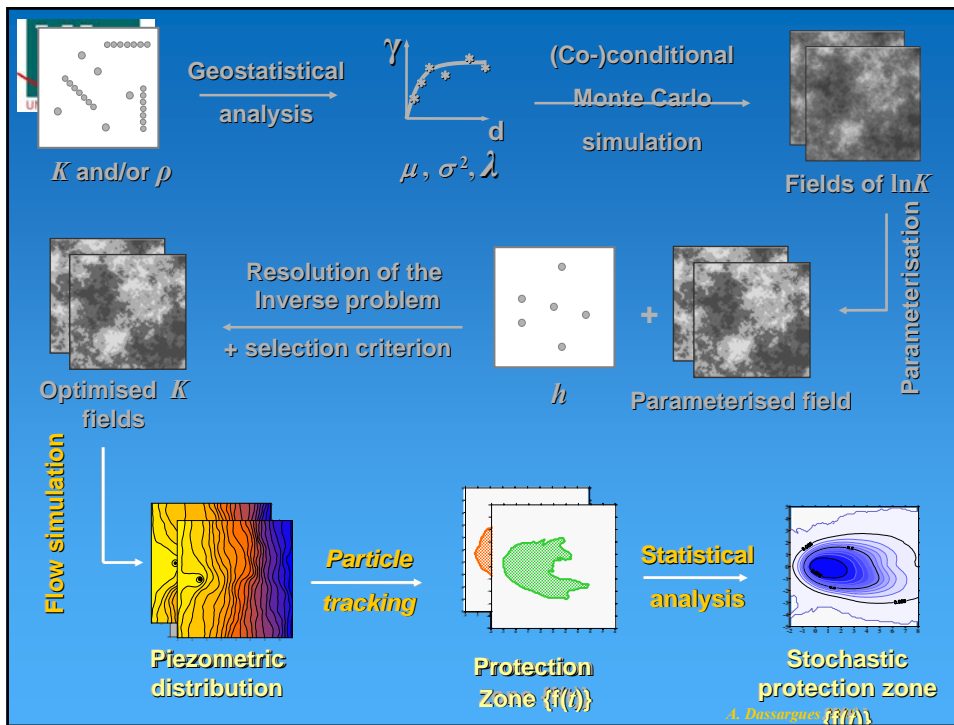 UN
Geostatistical
analysis
γ
d
μ, σ², λ
(Co-)conditional
Monte Carlo
simulation
K and/or ρ
Fields of lnK
Parameterisation
Resolution of the
Inverse problem
+ selection criterion
+
Optimised K
fields
h
Parameterised field
Flow simulation
Particle
tracking
Statistical
analysis
Piezometric
distribution
Protection
Zone {f(t)}
Stochastic
protection zone
{f(t)}
A. Dassargues